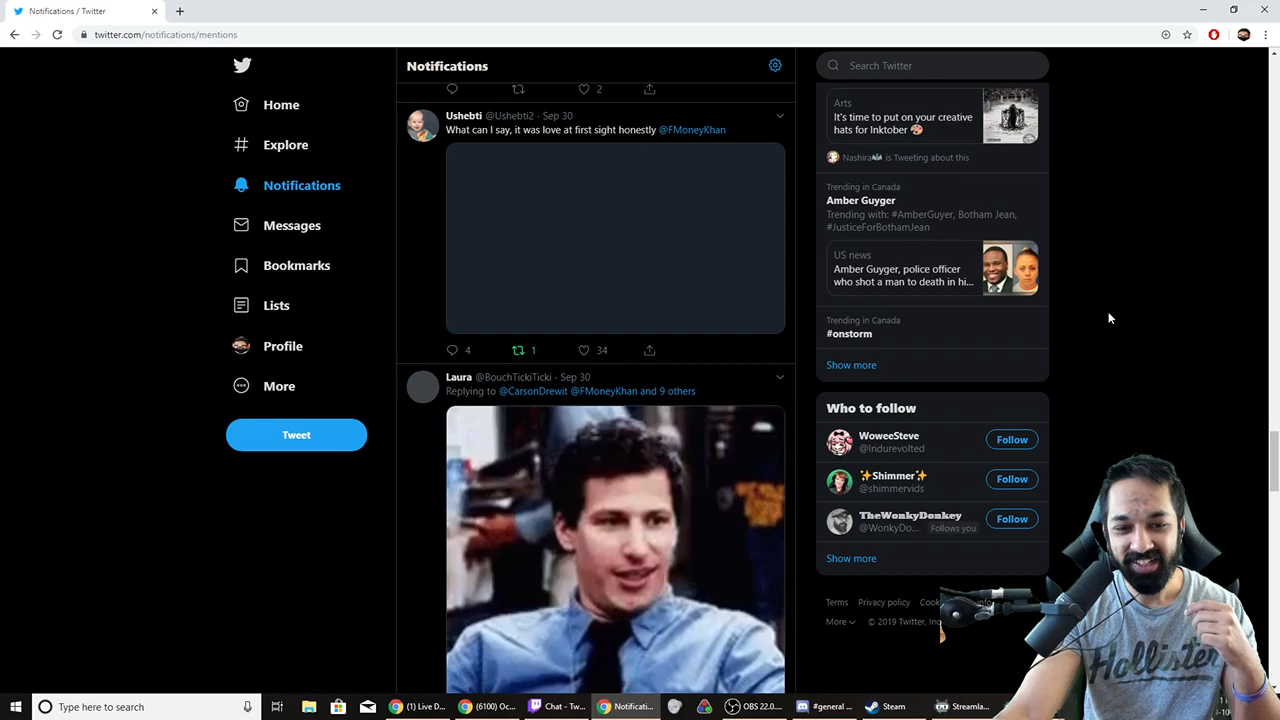 Notifications / Twitter
twitter.com/notifications/mentions
Notifications
Search Twitter
2
Home
Explore
Notifications
Messages
Bookmarks
Lists
Profile
More
Tweet
Ushebti @Ushebti2 · Sep 30
What can I say, it was love at first sight honestly @FMoneyKhan
4
1
34
Laura @BouchTickiTicki · Sep 30
Replying to @CarsonDrewit @FMoneyKhan and 9 others
Arts
It's time to put on your creative
hats for Inktober
Nashira is Tweeting about this
Trending in Canada
Amber Guyger
Trending with: #AmberGuyer, Botham Jean,
#JusticeForBothamJean
US news
Amber Guyger, police officer
who shot a man to death in hi...
Trending in Canada
#onstorm
Show more
Who to follow
WoweeSteve
@Indurevolted
Follow
✨Shimmer✨
@shimmervids
Follow
TheWonkyDonkey
@WonkyDo... Follows you
Follow
Show more
Terms Privacy policy
More © 2019 Twitter,
Hollister
Type here to search
(1) Live D...
(6100) Oc...
Chat - Tw...
Notificati...
OBS 22.0....
#general ...
Steam
Streamla...